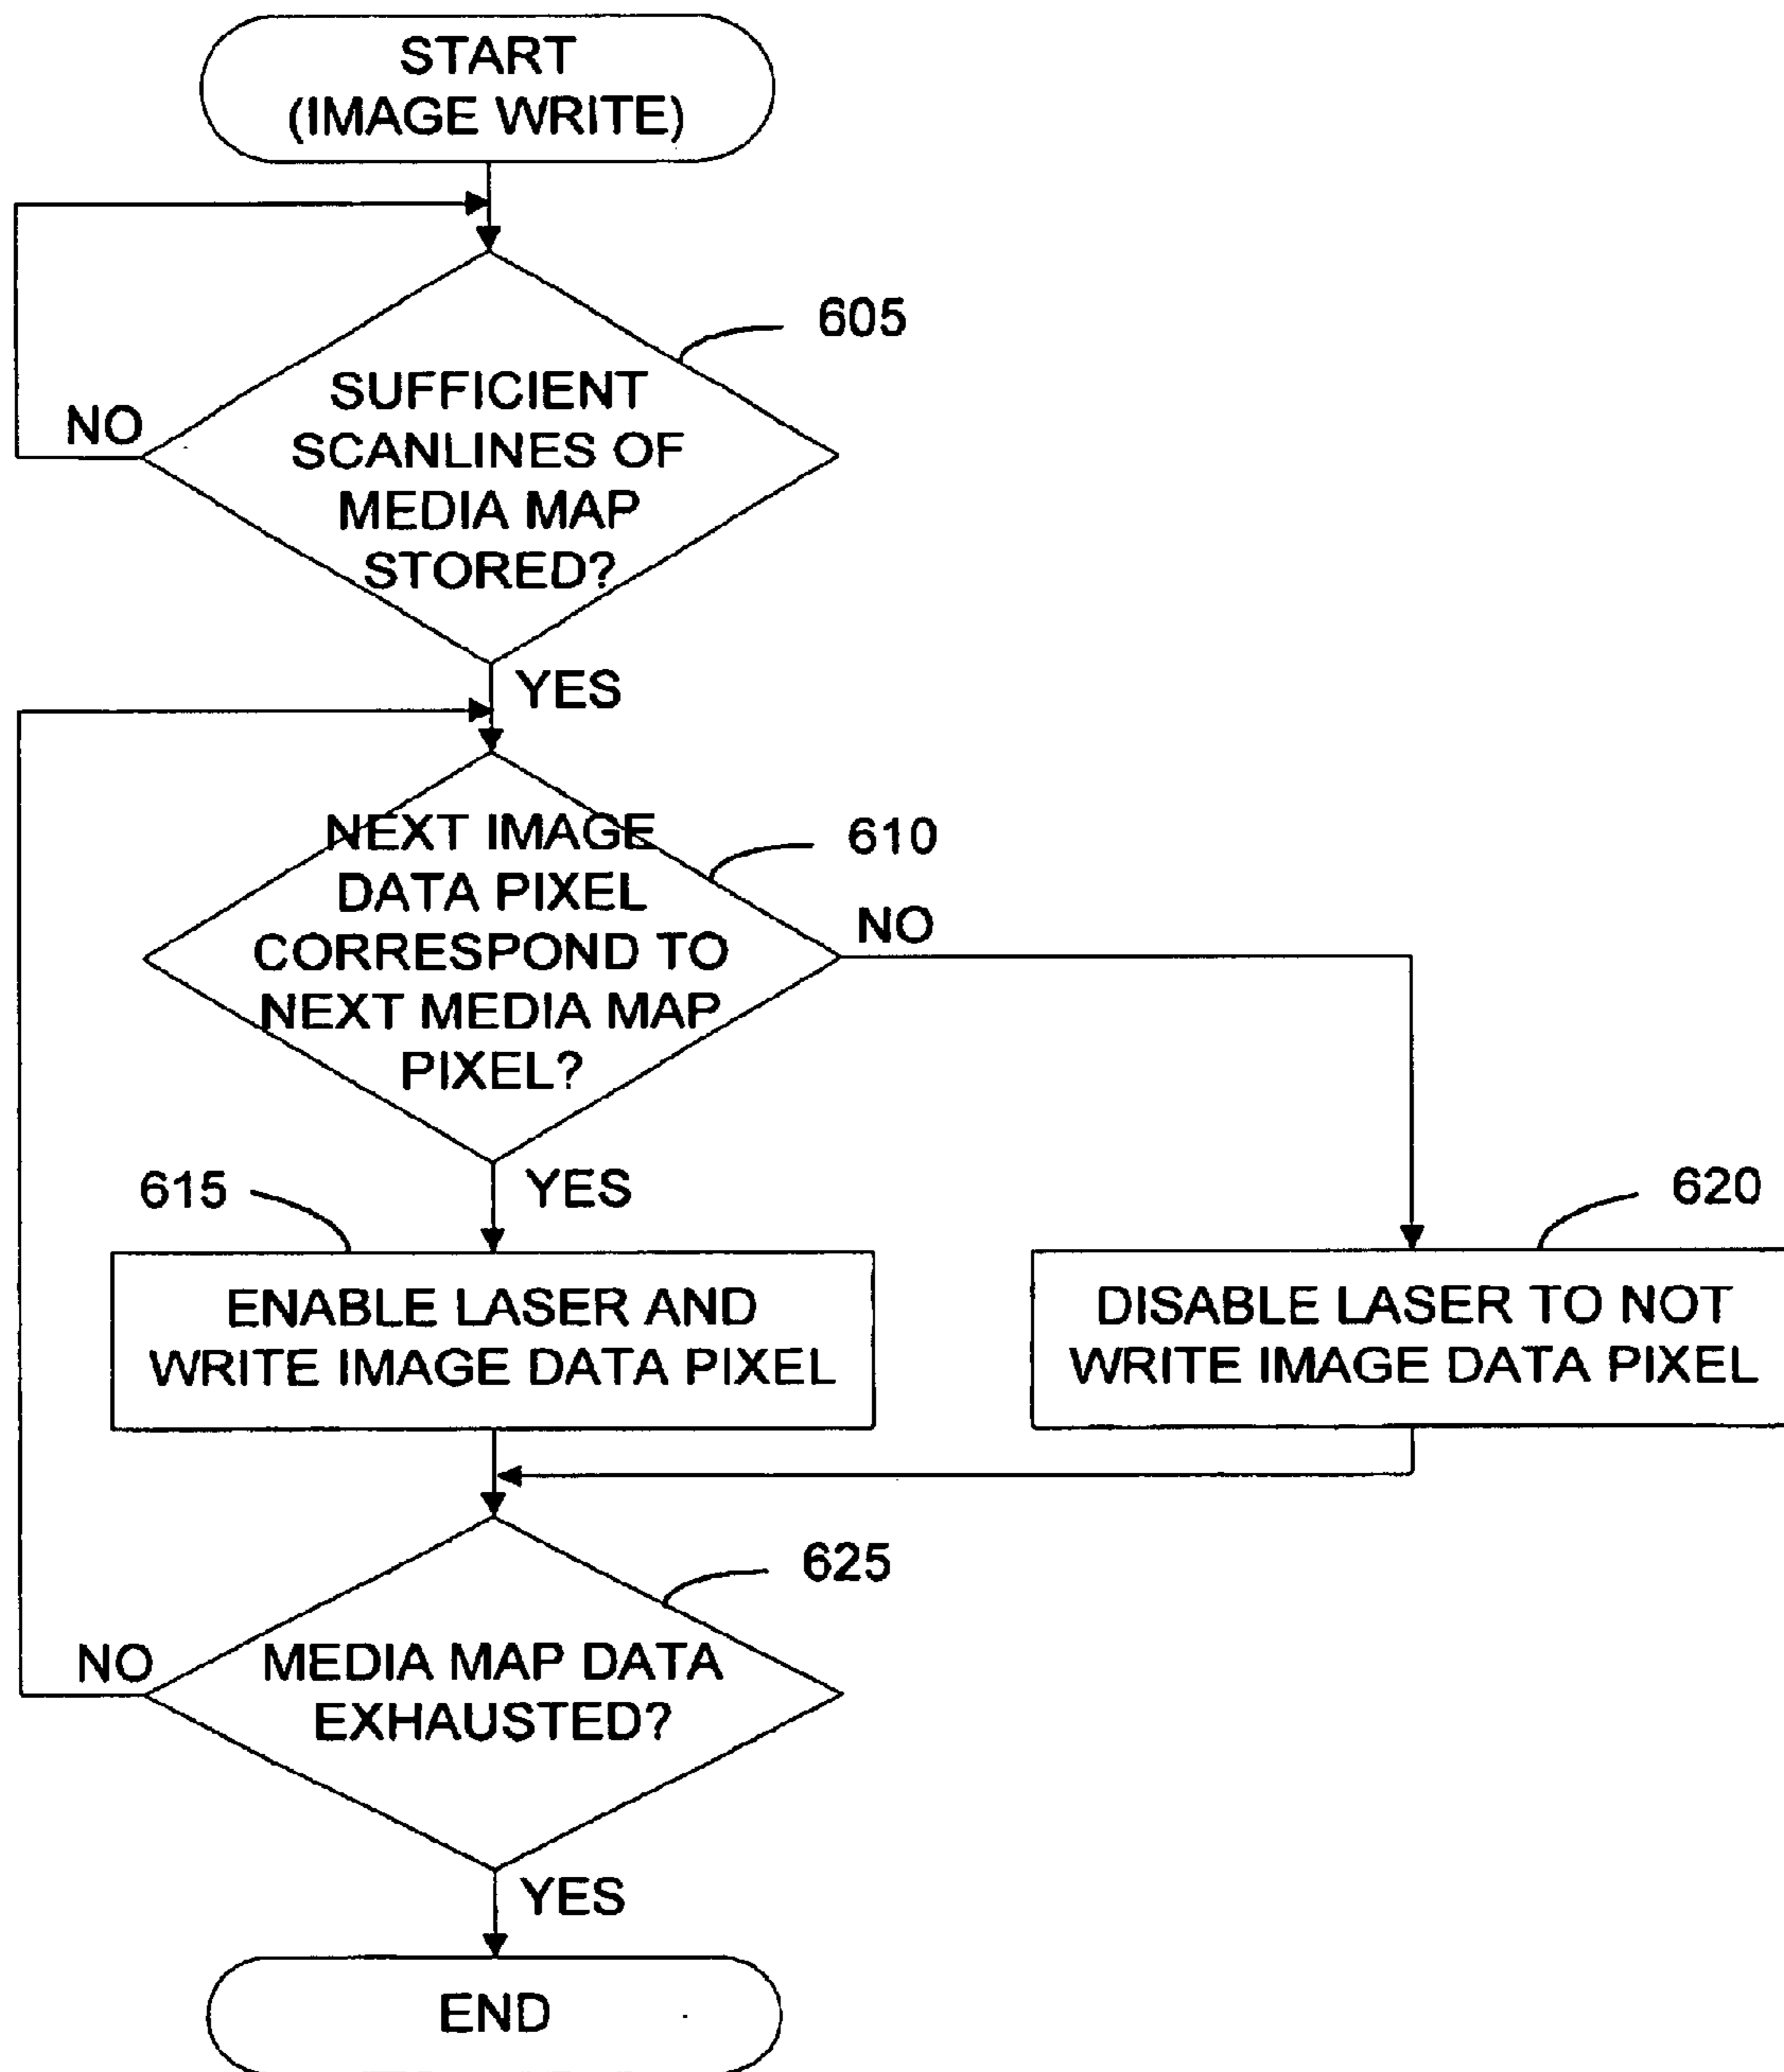 START
(IMAGE WRITE)
605
SUFFICIENT
SCANLINES OF
MEDIA MAP
STORED?
NO
YES
610
NEXT IMAGE
DATA PIXEL
CORRESPOND TO
NEXT MEDIA MAP
PIXEL?
NO
YES
615
ENABLE LASER AND
WRITE IMAGE DATA PIXEL
620
DISABLE LASER TO NOT
WRITE IMAGE DATA PIXEL
625
MEDIA MAP DATA
EXHAUSTED?
NO
YES
END